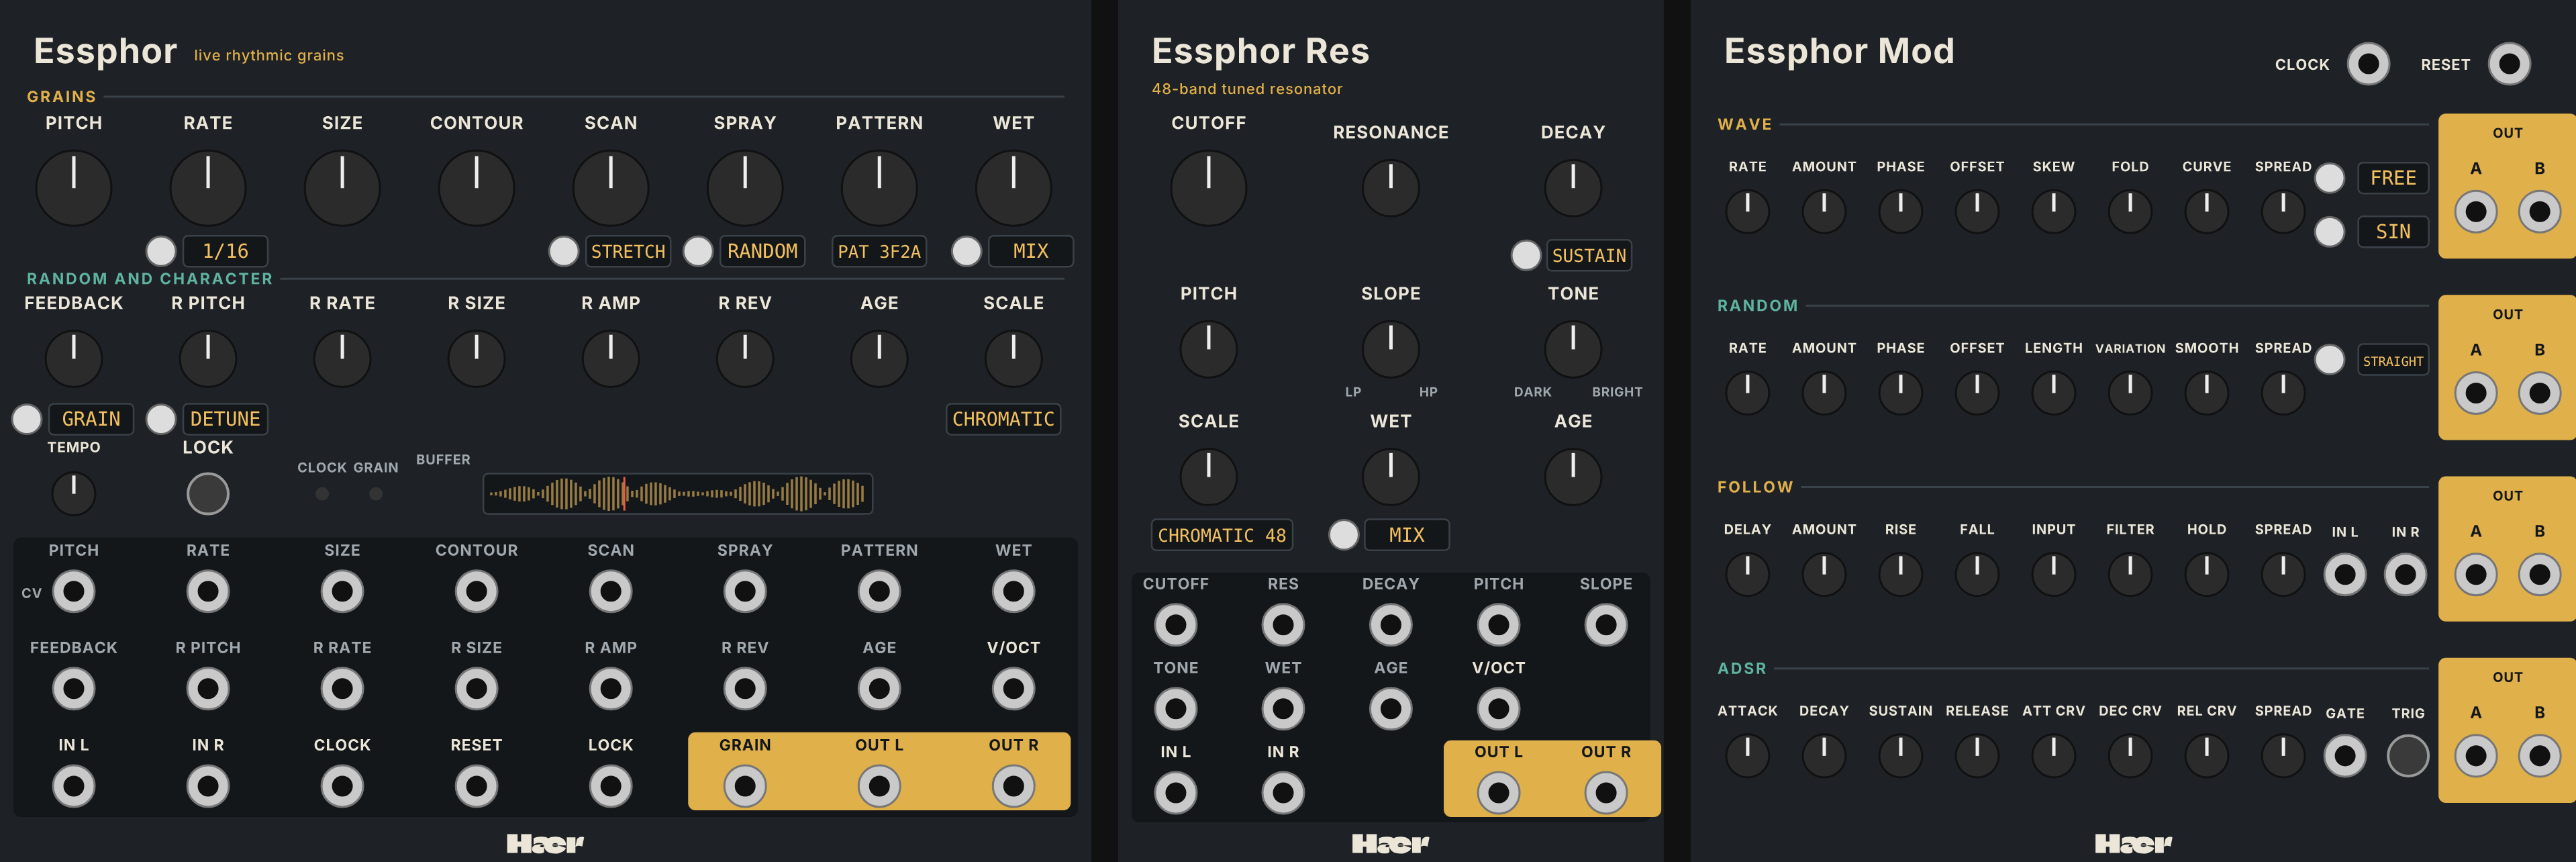 Essphor live rhythmic grains
GRAINS
PITCH RATE SIZE CONTOUR SCAN SPRAY PATTERN WET
1/16 STRETCH RANDOM PAT 3F2A MIX
RANDOM AND CHARACTER
FEEDBACK R PITCH R RATE R SIZE R AMP R REV AGE SCALE
GRAIN DETUNE CHROMATIC
TEMPO LOCK CLOCK GRAIN BUFFER
PITCH RATE SIZE CONTOUR SCAN SPRAY PATTERN WET
CV
FEEDBACK R PITCH R RATE R SIZE R AMP R REV AGE V/OCT
IN L IN R CLOCK RESET LOCK GRAIN OUT L OUT R
Hær
Essphor Res
48-band tuned resonator
CUTOFF RESONANCE DECAY
SUSTAIN
PITCH SLOPE TONE
LP HP DARK BRIGHT
SCALE WET AGE
CHROMATIC 48 MIX
CUTOFF RES DECAY PITCH SLOPE
TONE WET AGE V/OCT
IN L IN R OUT L OUT R
Hær
Essphor Mod CLOCK RESET
WAVE OUT
RATE AMOUNT PHASE OFFSET SKEW FOLD CURVE SPREAD FREE A B
SIN
RANDOM OUT
RATE AMOUNT PHASE OFFSET LENGTH VARIATION SMOOTH SPREAD STRAIGHT A B
FOLLOW OUT
DELAY AMOUNT RISE FALL INPUT FILTER HOLD SPREAD IN L IN R A B
ADSR OUT
ATTACK DECAY SUSTAIN RELEASE ATT CRV DEC CRV REL CRV SPREAD GATE TRIG A B
Hær